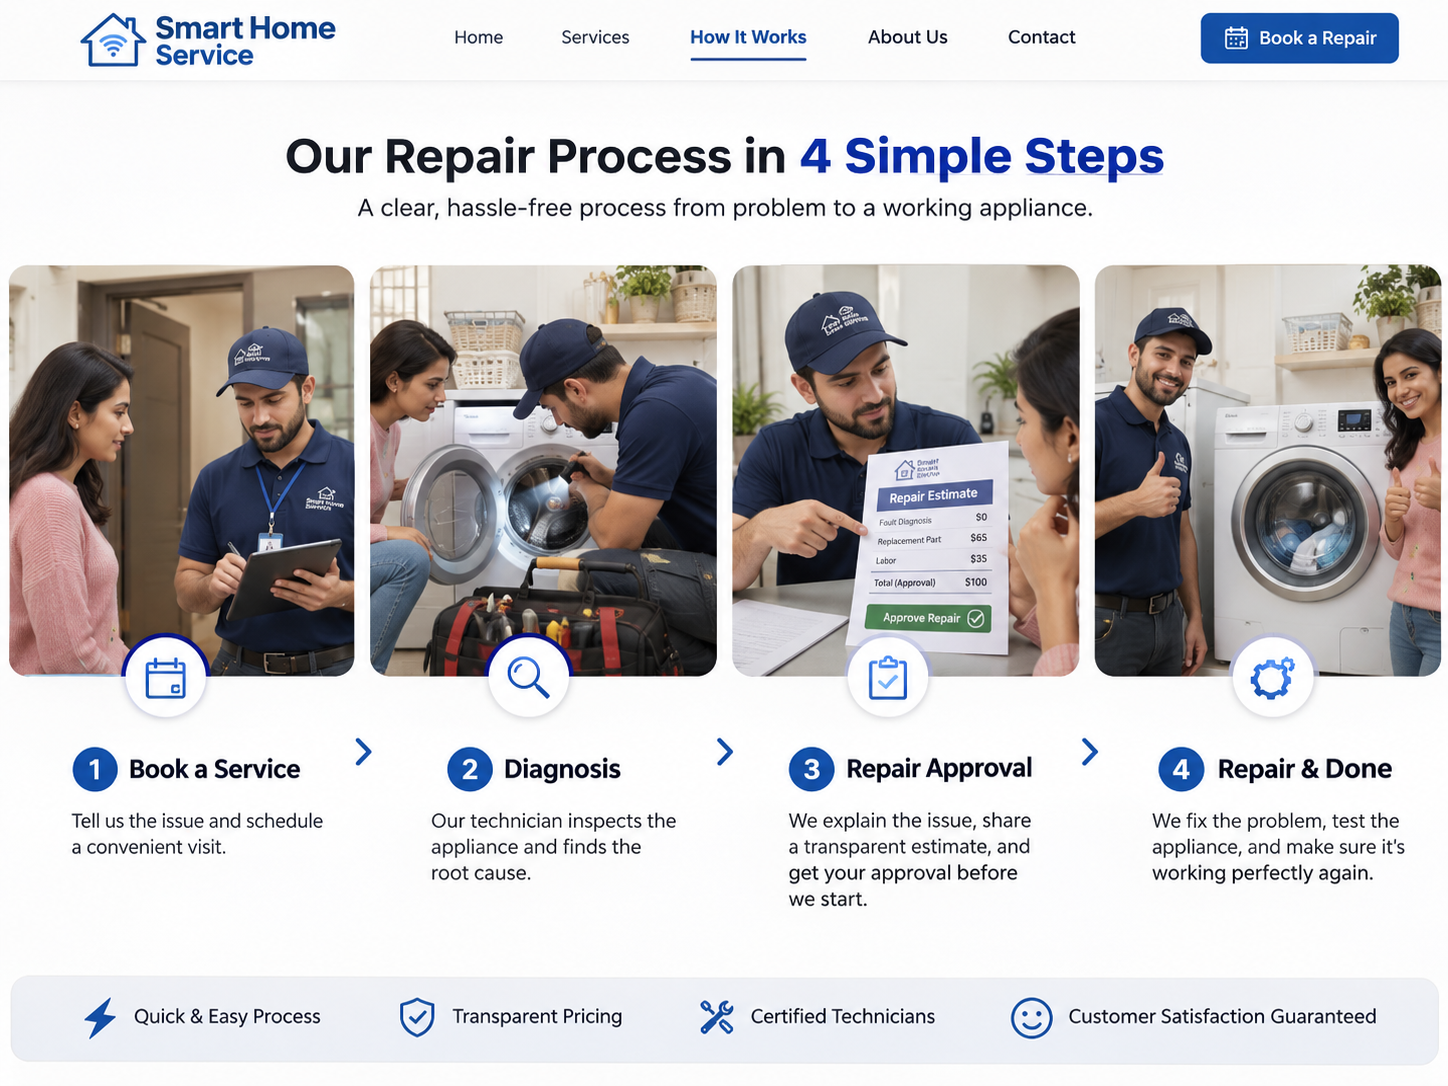 Smart Home
Service
Home
Services
How It Works
About Us
Contact
Book a Repair
Our Repair Process in 4 Simple Steps
A clear, hassle-free process from problem to a working appliance.
Repair Estimate
Fault Diagnosis $0
Replacement Part $65
Labor $35
Total (Approval) $100
Approve Repair
1 Book a Service
Tell us the issue and schedule
a convenient visit.
2 Diagnosis
Our technician inspects the
appliance and finds the
root cause.
3 Repair Approval
We explain the issue, share
a transparent estimate, and
get your approval before
we start.
4 Repair & Done
We fix the problem, test the
appliance, and make sure it's
working perfectly again.
Quick & Easy Process
Transparent Pricing
Certified Technicians
Customer Satisfaction Guaranteed